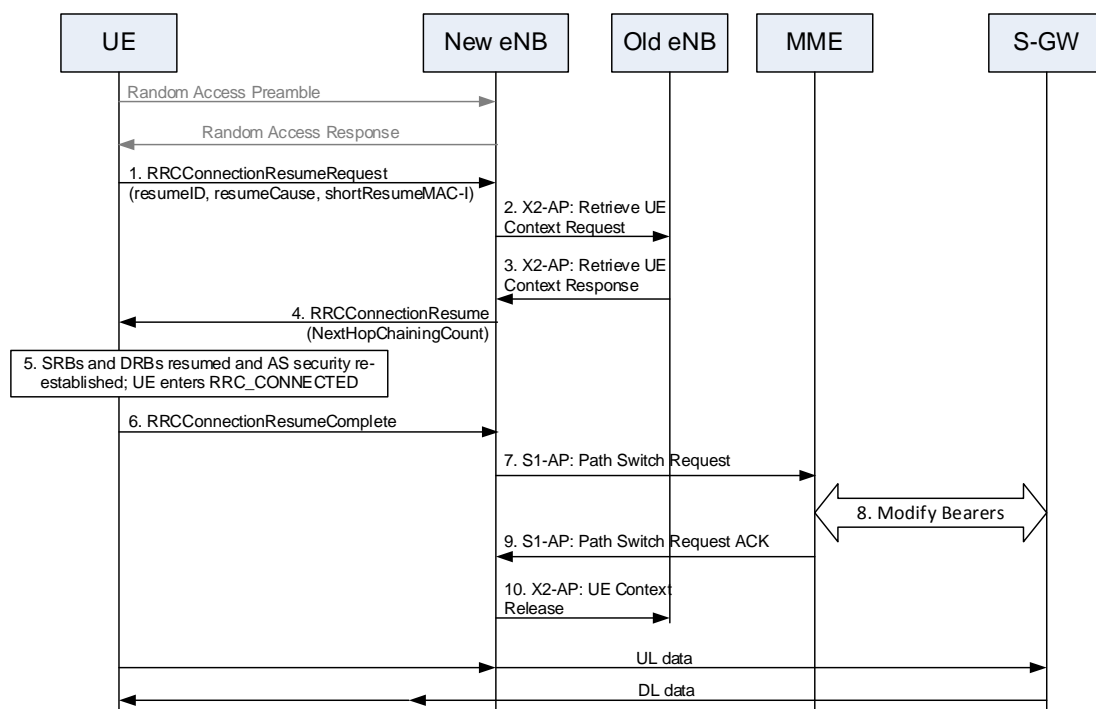 UE
New eNB
Old eNB
MME
S-GW
Random Access Preamble
Random Access Response
1. RRCConnectionResumeRequest
(resumeID, resumeCause, shortResumeMAC-I)
2. X2-AP: Retrieve UE
Context Request
3. X2-AP: Retrieve UE
Context Response
4. RRCConnectionResume
(NextHopChainingCount)
5. SRBs and DRBs resumed and AS security re-
established; UE enters RRC_CONNECTED
6. RRCConnectionResumeComplete
7. S1-AP: Path Switch Request
8. Modify Bearers
9. S1-AP: Path Switch Request ACK
10. X2-AP: UE Context
Release
UL data
DL data